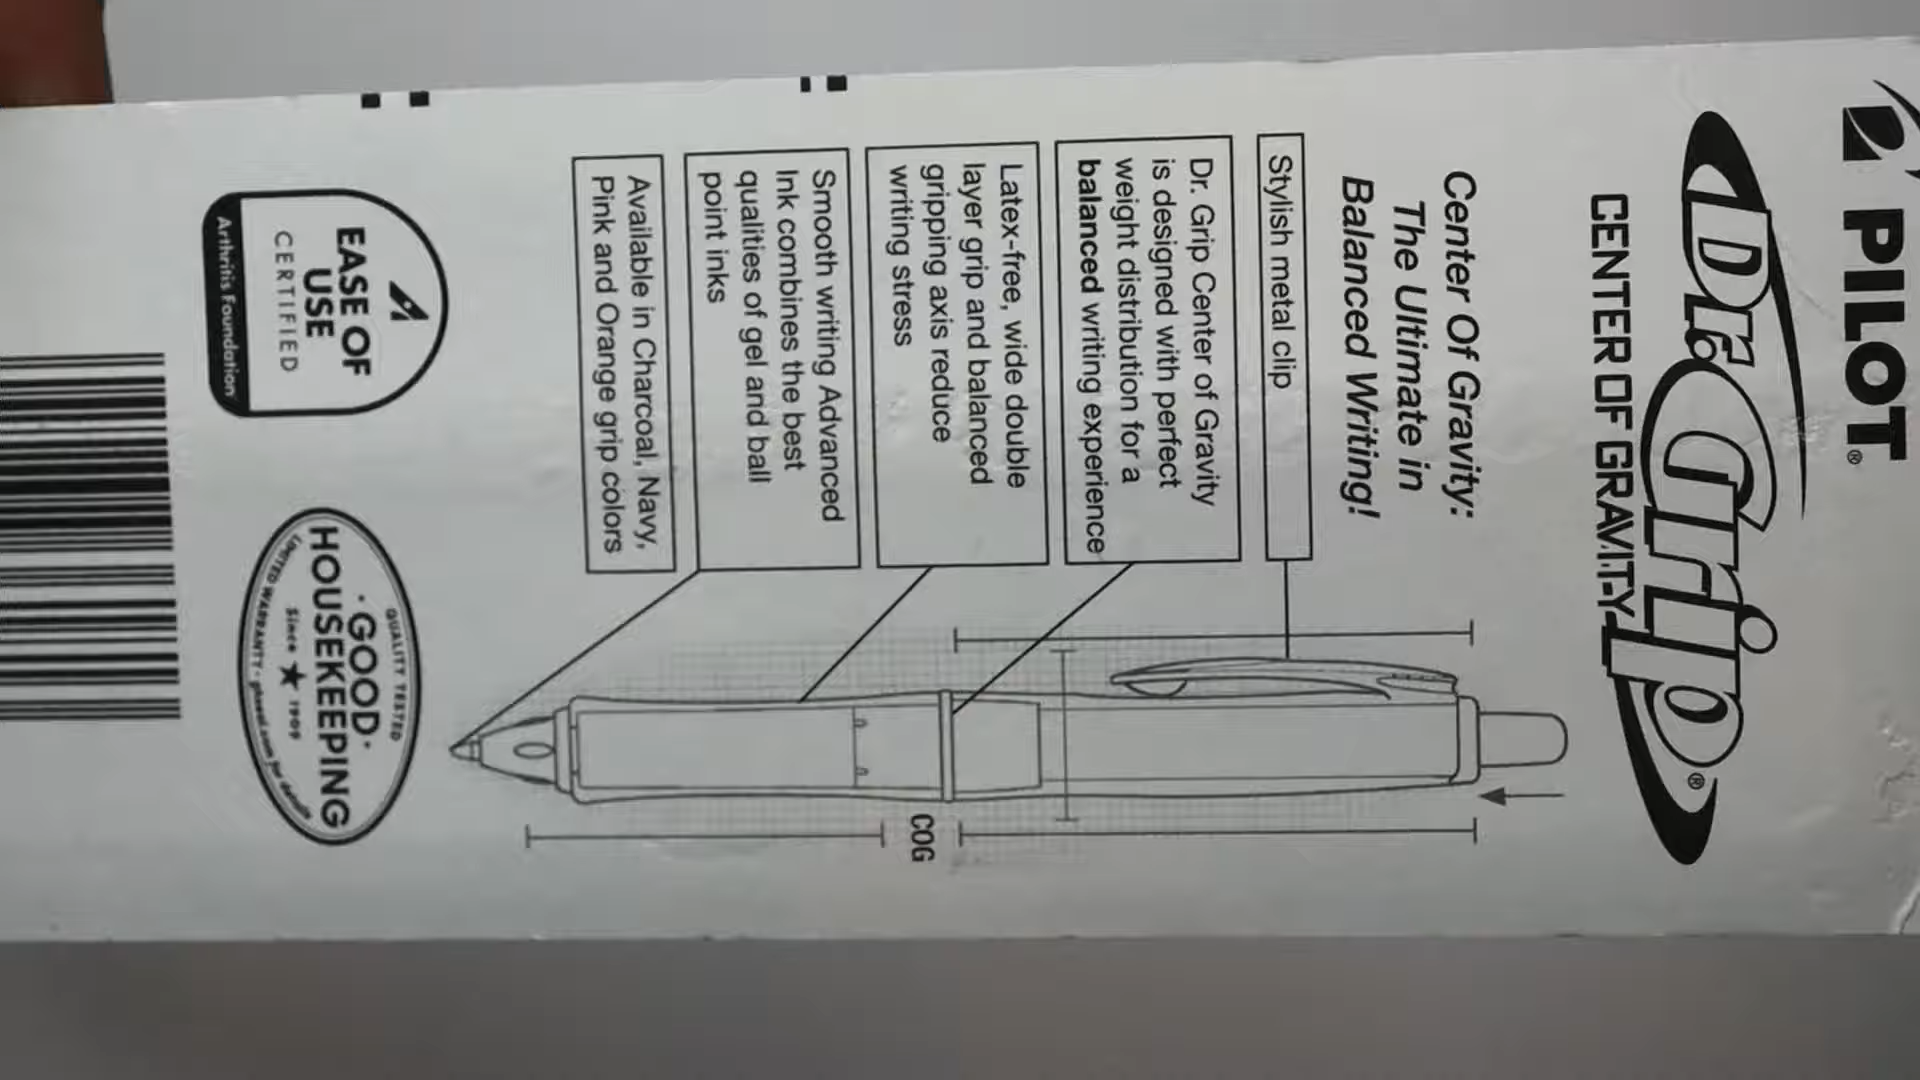 PILOT®
Dr. Grip®
CENTER OF GRAVITY
Center Of Gravity:
The Ultimate in
Balanced Writing!
Stylish metal clip
Dr. Grip Center of Gravity
is designed with perfect
weight distribution for a
balanced writing experience
Latex-free, wide double
layer grip and balanced
gripping axis reduce
writing stress
Smooth writing Advanced
Ink combines the best
qualities of gel and ball
point inks
Available in Charcoal, Navy,
Pink and Orange grip colors
COG
EASE OF
USE
CERTIFIED
Arthritis Foundation
QUALITY TESTED
·GOOD·
HOUSEKEEPING
Since ★ 1909
LIMITED WARRANTY · for details